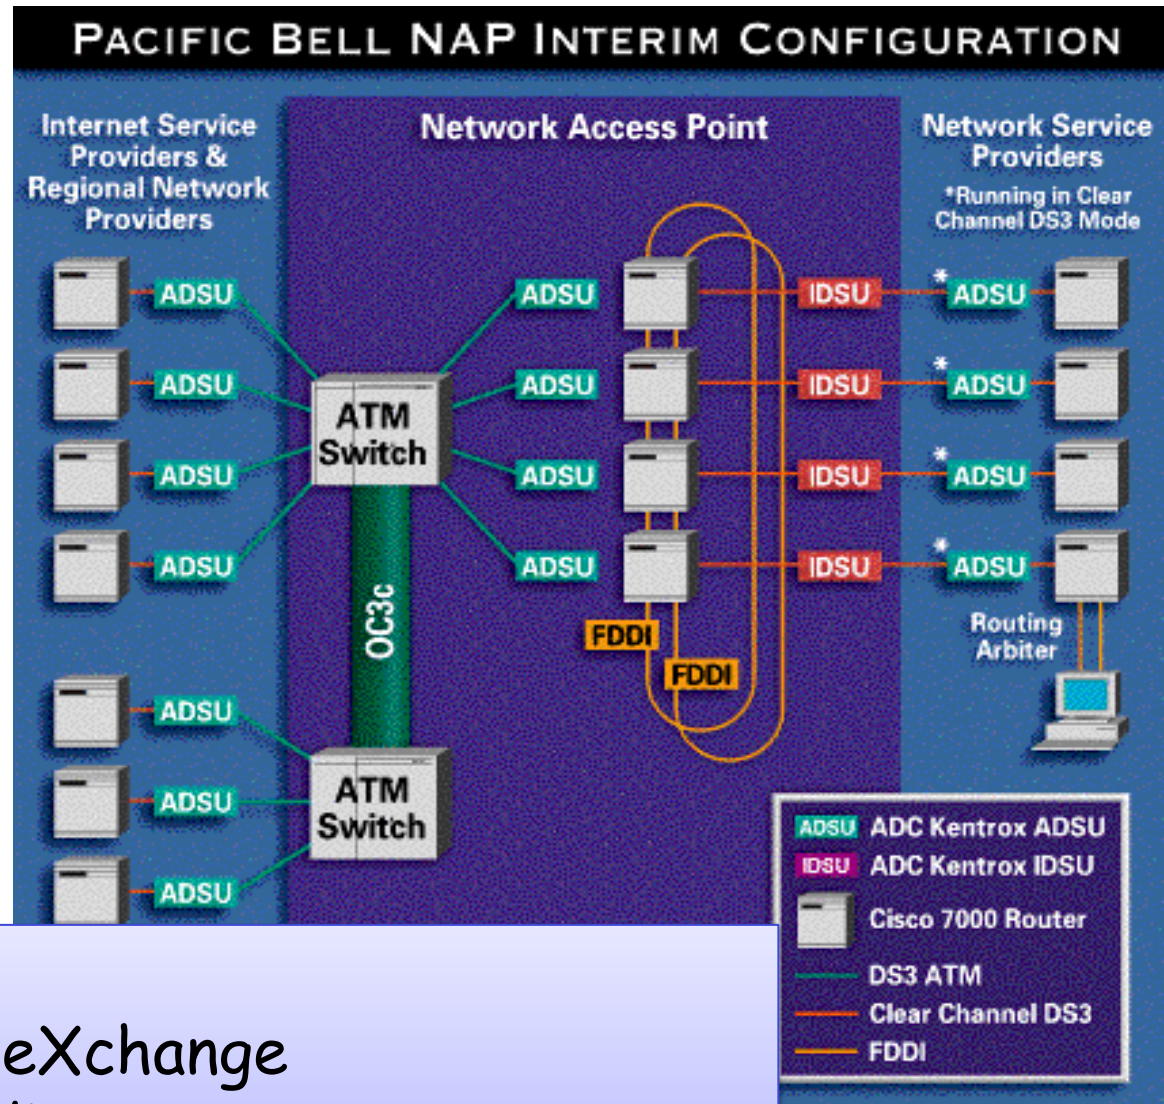 PACIFIC BELL NAP INTERIM CONFIGURATION
Internet Service
Providers &
Regional Network
Providers
Network Access Point
Network Service
Providers
*Running in Clear
Channel DS3 Mode
ADSU
ADSU
IDSU
*
ADSU
ADSU
ADSU
IDSU
*
ADSU
ATM
Switch
ADSU
ADSU
IDSU
*
ADSU
ADSU
ADSU
IDSU
*
ADSU
OC3c
FDDI
FDDI
Routing
Arbiter
ADSU
ADSU
ATM
Switch
ADSU
ADSU ADC Kentrox ADSU
IDSU ADC Kentrox IDSU
Cisco 7000 Router
DS3 ATM
Clear Channel DS3
FDDI
eXchange